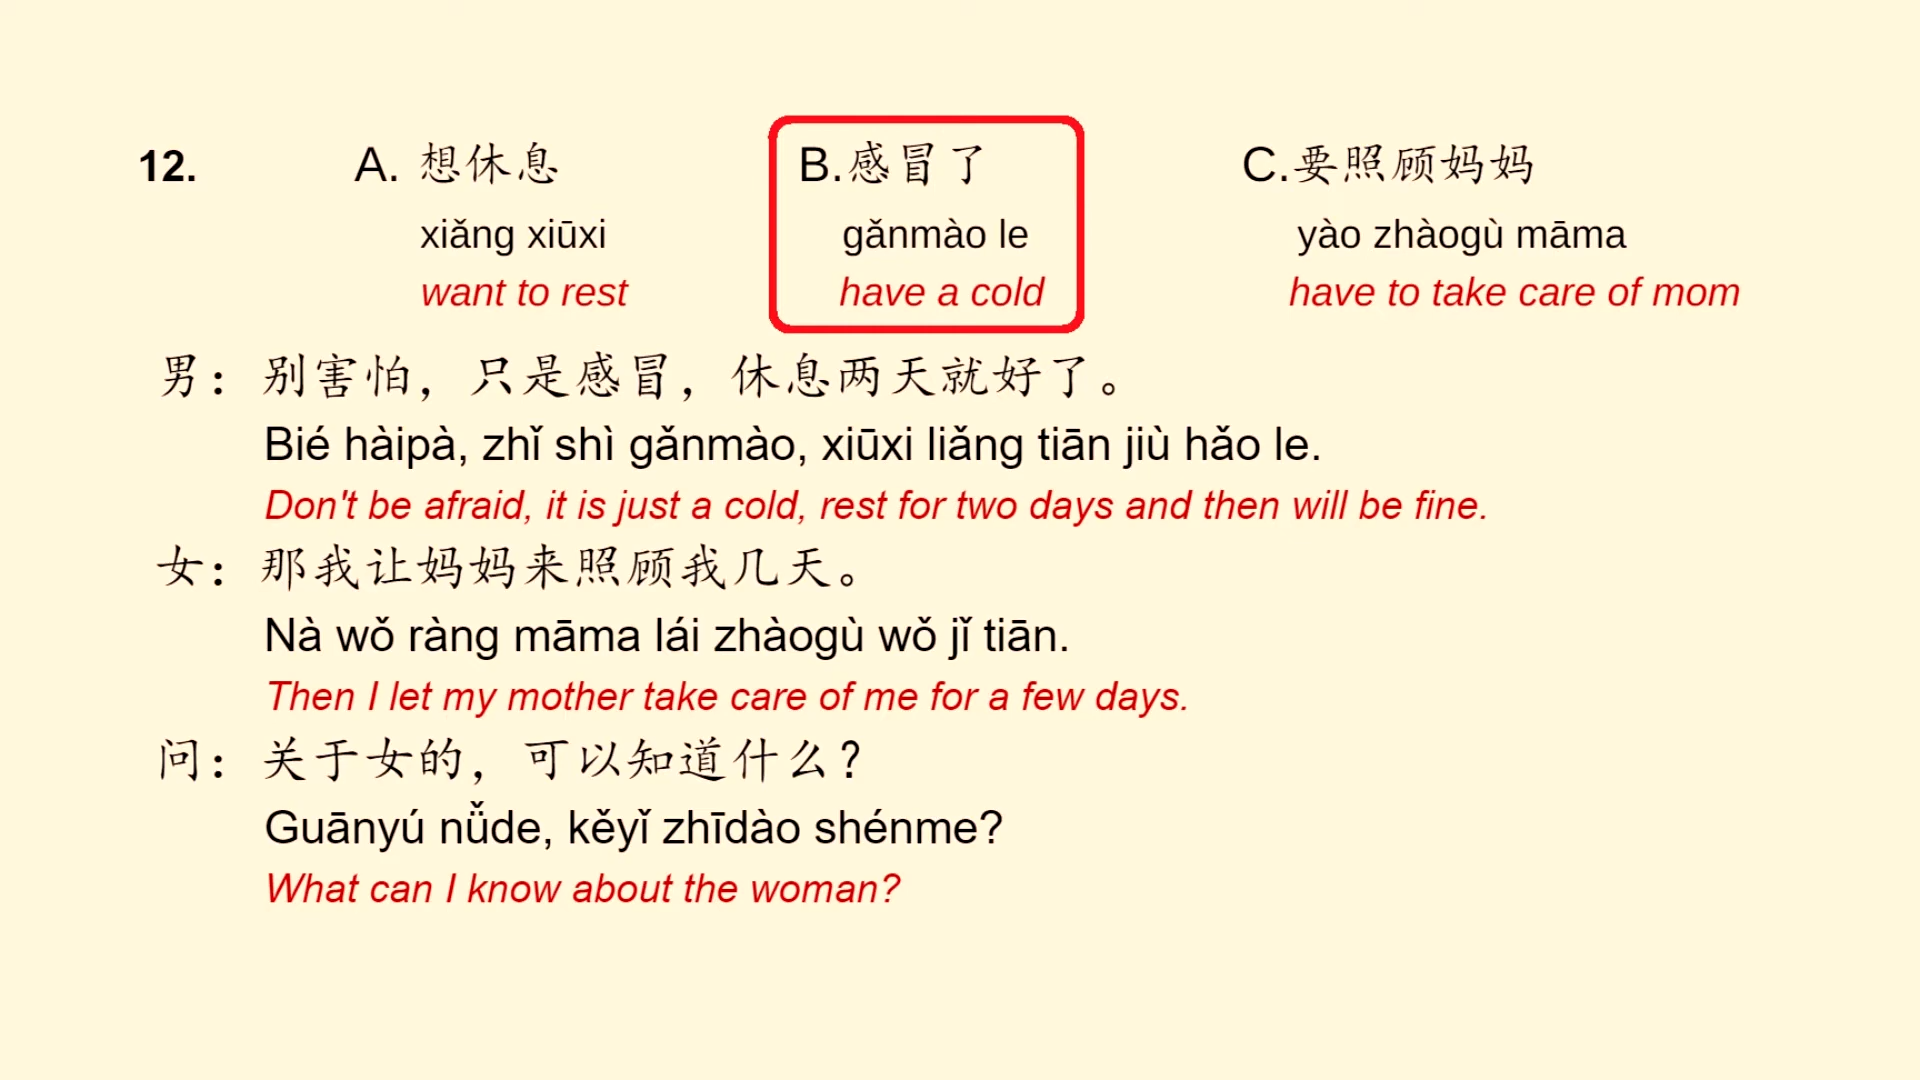 12. A. 想休息 B.感冒了 C.要照顾妈妈
xiǎng xiūxi gǎnmào le yào zhàogù māma
want to rest have a cold have to take care of mom
男：别害怕，只是感冒，休息两天就好了。
Bié hàipà, zhǐ shì gǎnmào, xiūxi liǎng tiān jiù hǎo le.
Don't be afraid, it is just a cold, rest for two days and then will be fine.
女：那我让妈妈来照顾我几天。
Nà wǒ ràng māma lái zhàogù wǒ jǐ tiān.
Then I let my mother take care of me for a few days.
问：关于女的，可以知道什么？
Guānyú nǚde, kěyǐ zhīdào shénme?
What can I know about the woman?